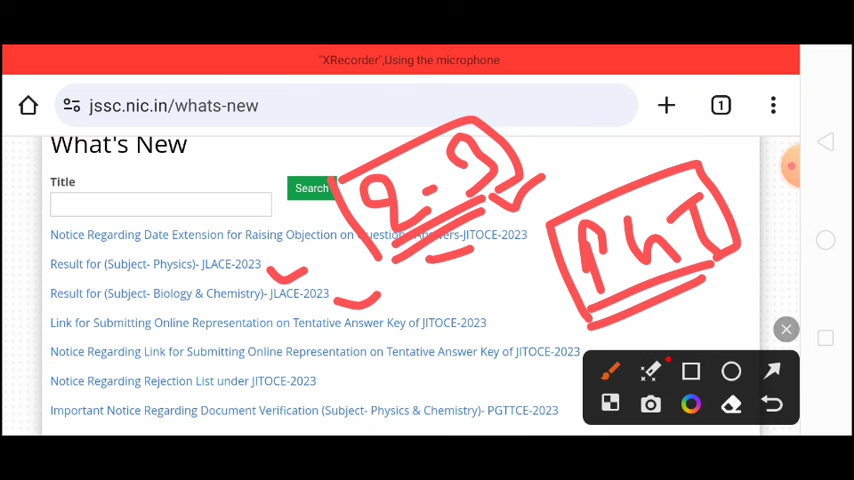 "XRecorder",Using the microphone
jssc.nic.in/whats-new
1
What's New
Title
Search
Notice Regarding Date Extension for Raising Objection on Question Answers-JITOCE-2023
Result for (Subject- Physics)- JLACE-2023
Result for (Subject- Biology & Chemistry)- JLACE-2023
Link for Submitting Online Representation on Tentative Answer Key of JITOCE-2023
Notice Regarding Link for Submitting Online Representation on Tentative Answer Key of JITOCE-2023
Notice Regarding Rejection List under JITOCE-2023
Important Notice Regarding Document Verification (Subject- Physics & Chemistry)- PGTTCE-2023